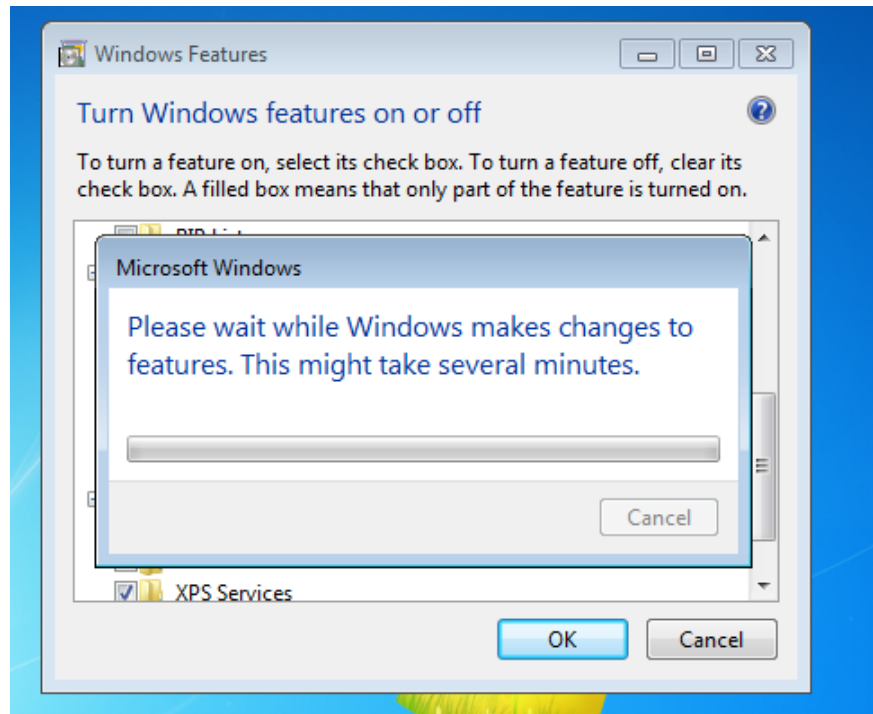 Windows Features
Turn Windows features on or off
To turn a feature on, select its check box. To turn a feature off, clear its
check box. A filled box means that only part of the feature is turned on.
Microsoft Windows
Please wait while Windows makes changes to
features. This might take several minutes.
Cancel
XPS Services
OK Cancel